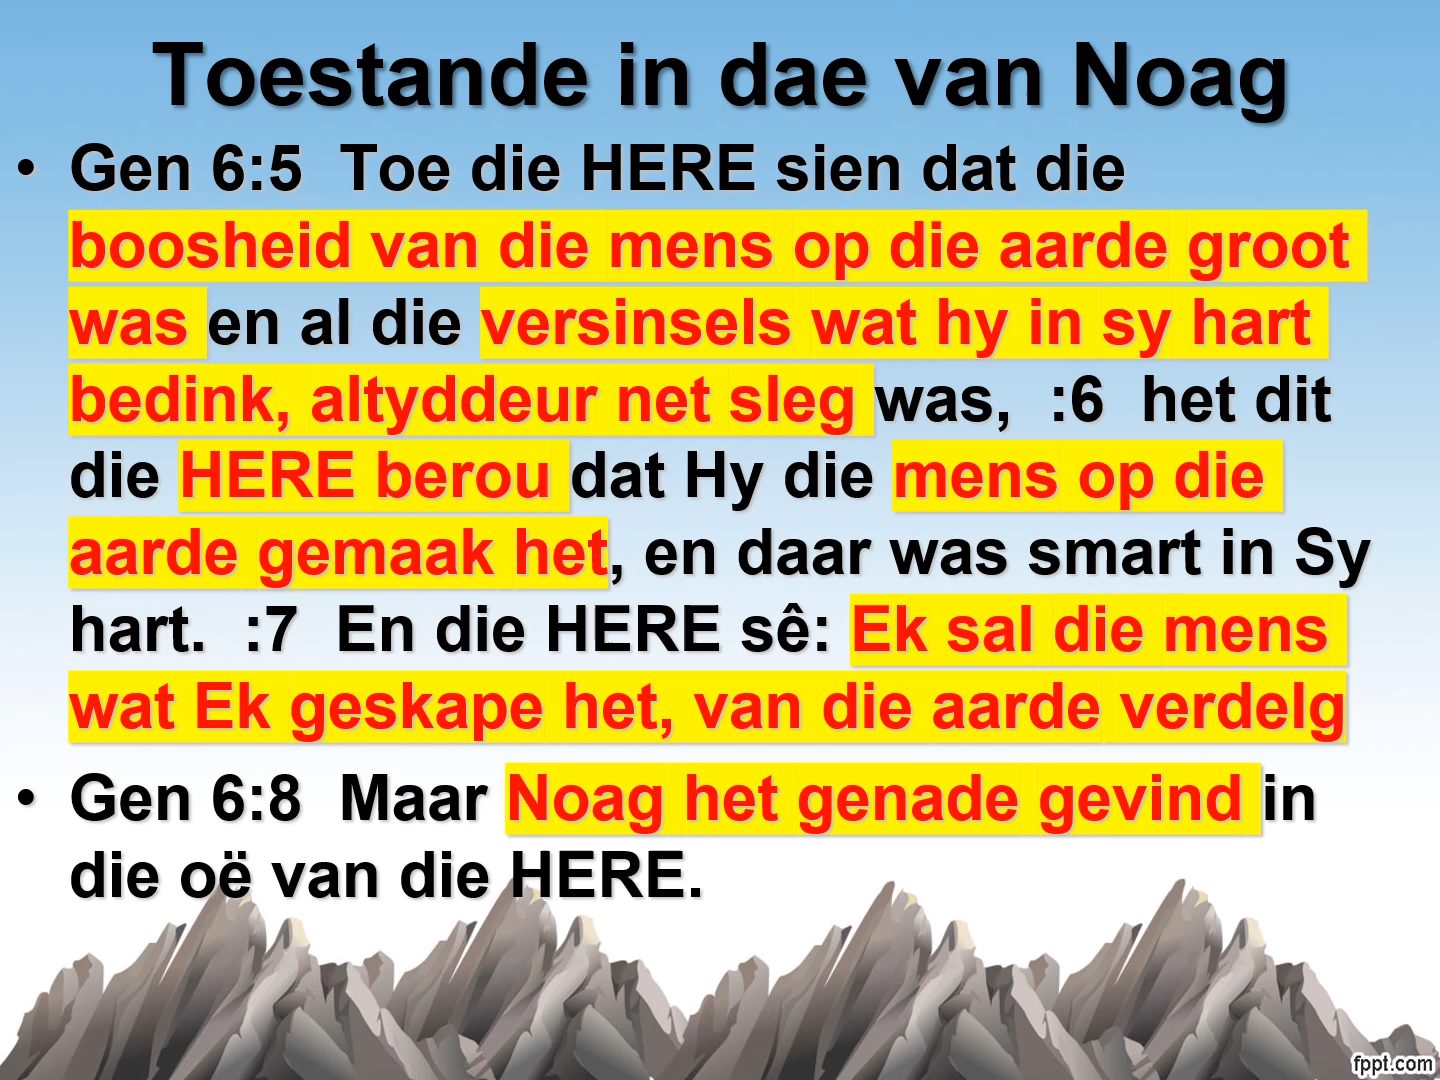 Toestande in dae van Noag
• Gen 6:5  Toe die HERE sien dat die
boosheid van die mens op die aarde groot
was en al die versinsels wat hy in sy hart
bedink, altyddeur net sleg was,  :6  het dit
die HERE berou dat Hy die mens op die
aarde gemaak het, en daar was smart in Sy
hart.  :7  En die HERE sê: Ek sal die mens
wat Ek geskape het, van die aarde verdelg
• Gen 6:8  Maar Noag het genade gevind in
die oë van die HERE.
fppt.com